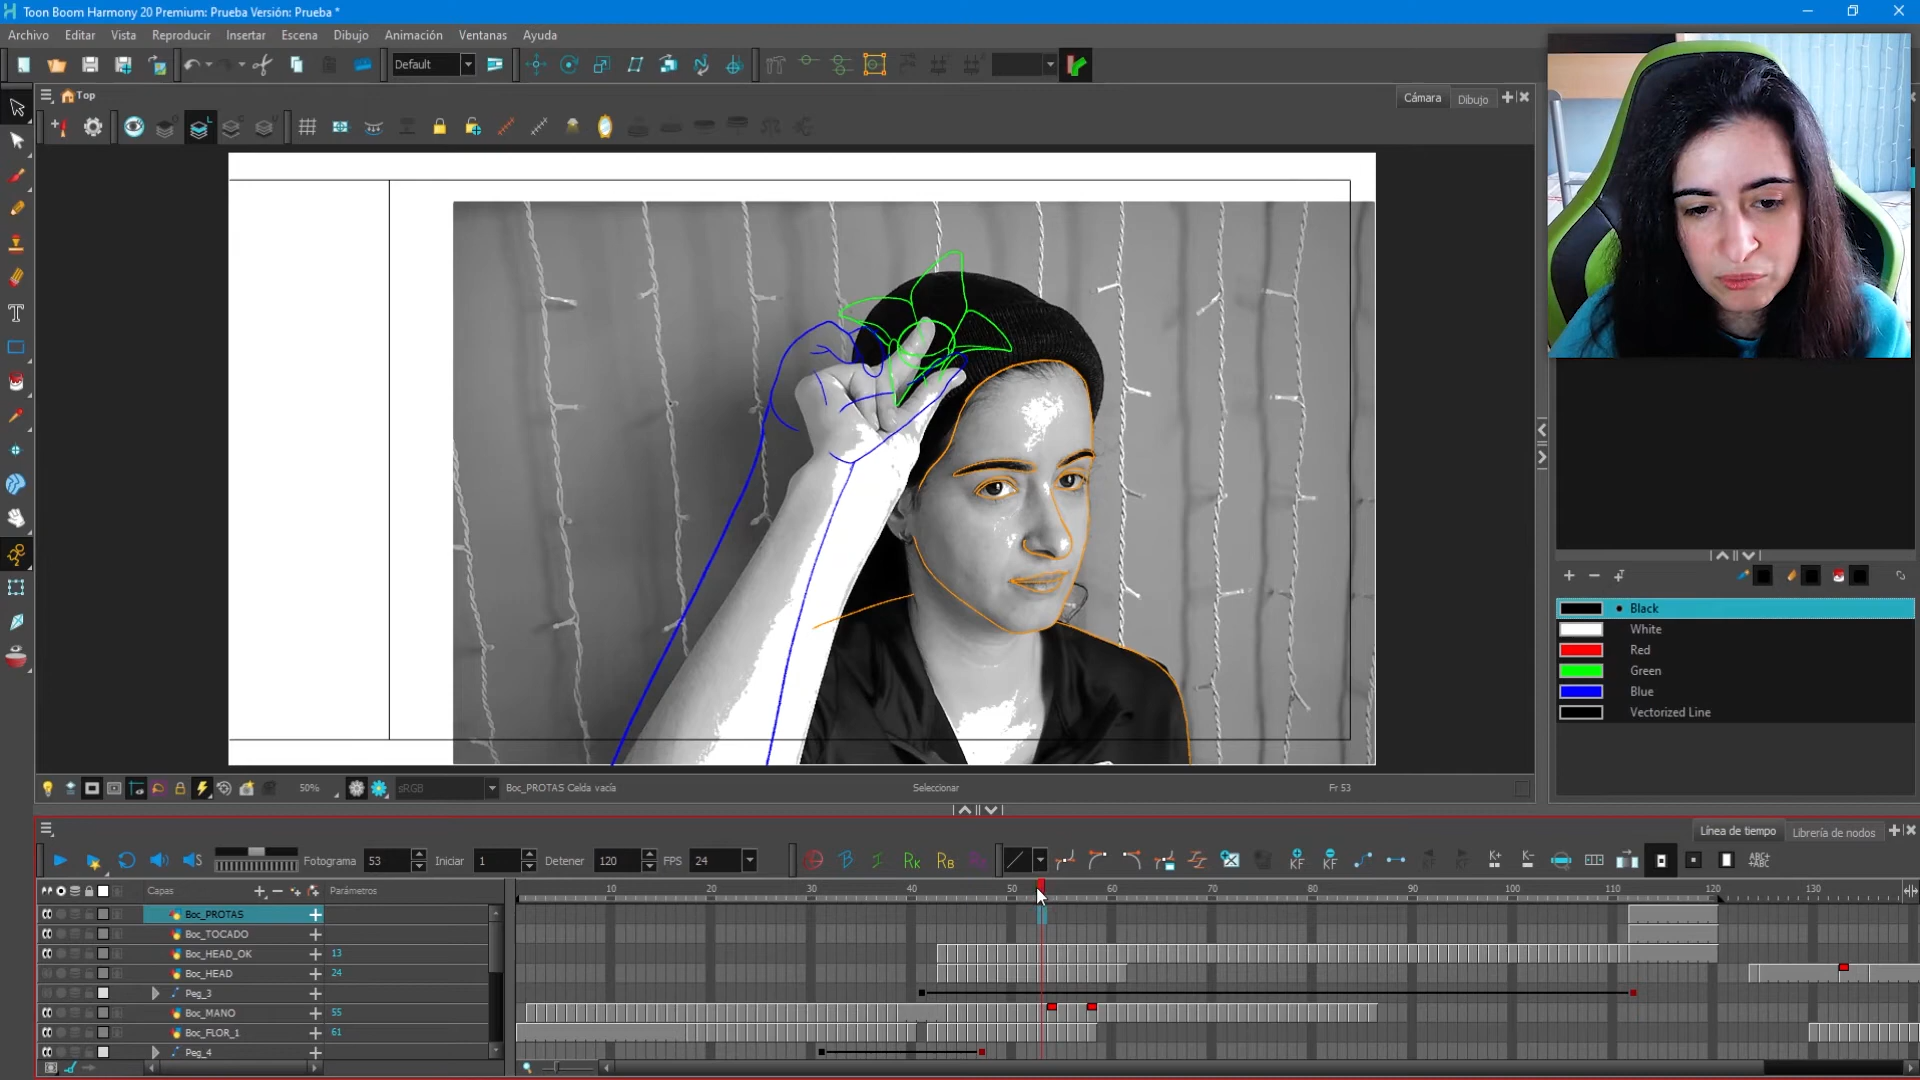 Toon Boom Harmony 20 Premium: Prueba Versión: Prueba *
Archivo Editar Vista Reproducir Insertar Escena Dibujo Animación Ventanas Ayuda
Default
Top
Cámara Dibujo
Black
White
Red
Green
Blue
Vectorized Line
50% sRGB Boc_PROTAS Celda vacía Seleccionar Fr 53
Línea de tiempo Librería de nodos
Fotograma 53 Iniciar 1 Detener 120 FPS 24
Capas Parámetros 10 20 30 40 50 60 70 80 90 100 110 120 130
Boc_PROTAS
Boc_TOCADO
Boc_HEAD_OK 13
Boc_HEAD 24
Peg_3
Boc_MANO 55
Boc_FLOR_1 61
Peg_4